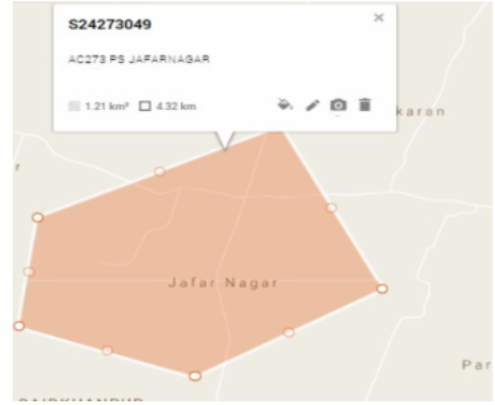 S24273049
AC273 PS JAFARNAGAR
1.21 km² 4.32 km
karan
r
Jafar Nagar
Par